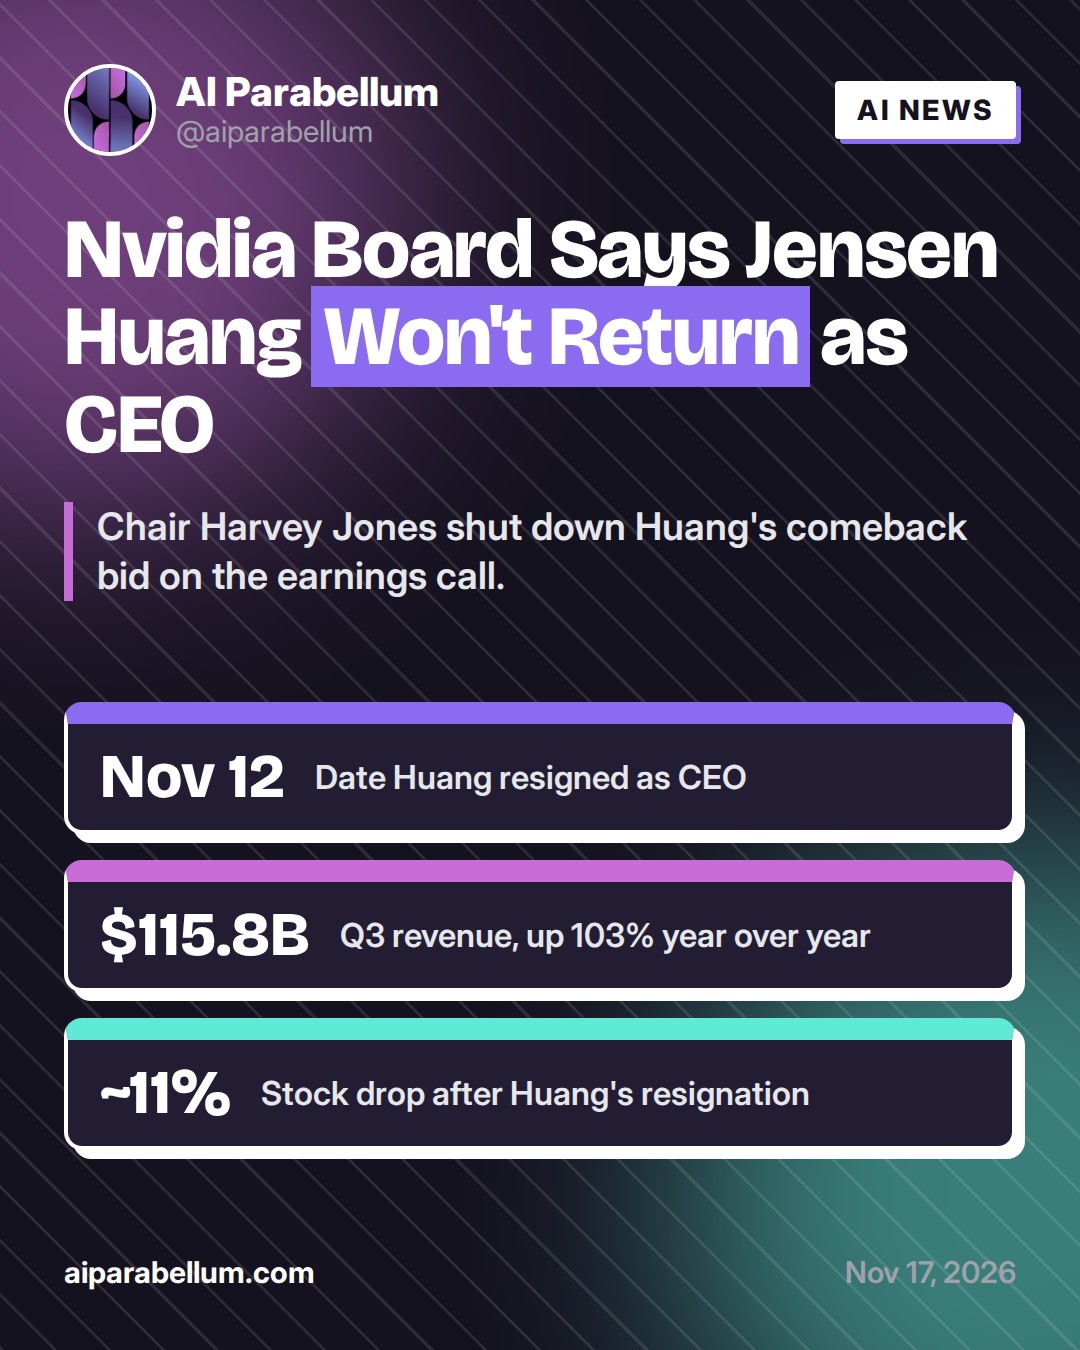 AI Parabellum
@aiparabellum
AI NEWS
Nvidia Board Says Jensen
Huang Won't Return as
CEO
Chair Harvey Jones shut down Huang's comeback
bid on the earnings call.
Nov 12 Date Huang resigned as CEO
$115.8B Q3 revenue, up 103% year over year
~11% Stock drop after Huang's resignation
aiparabellum.com
Nov 17, 2026